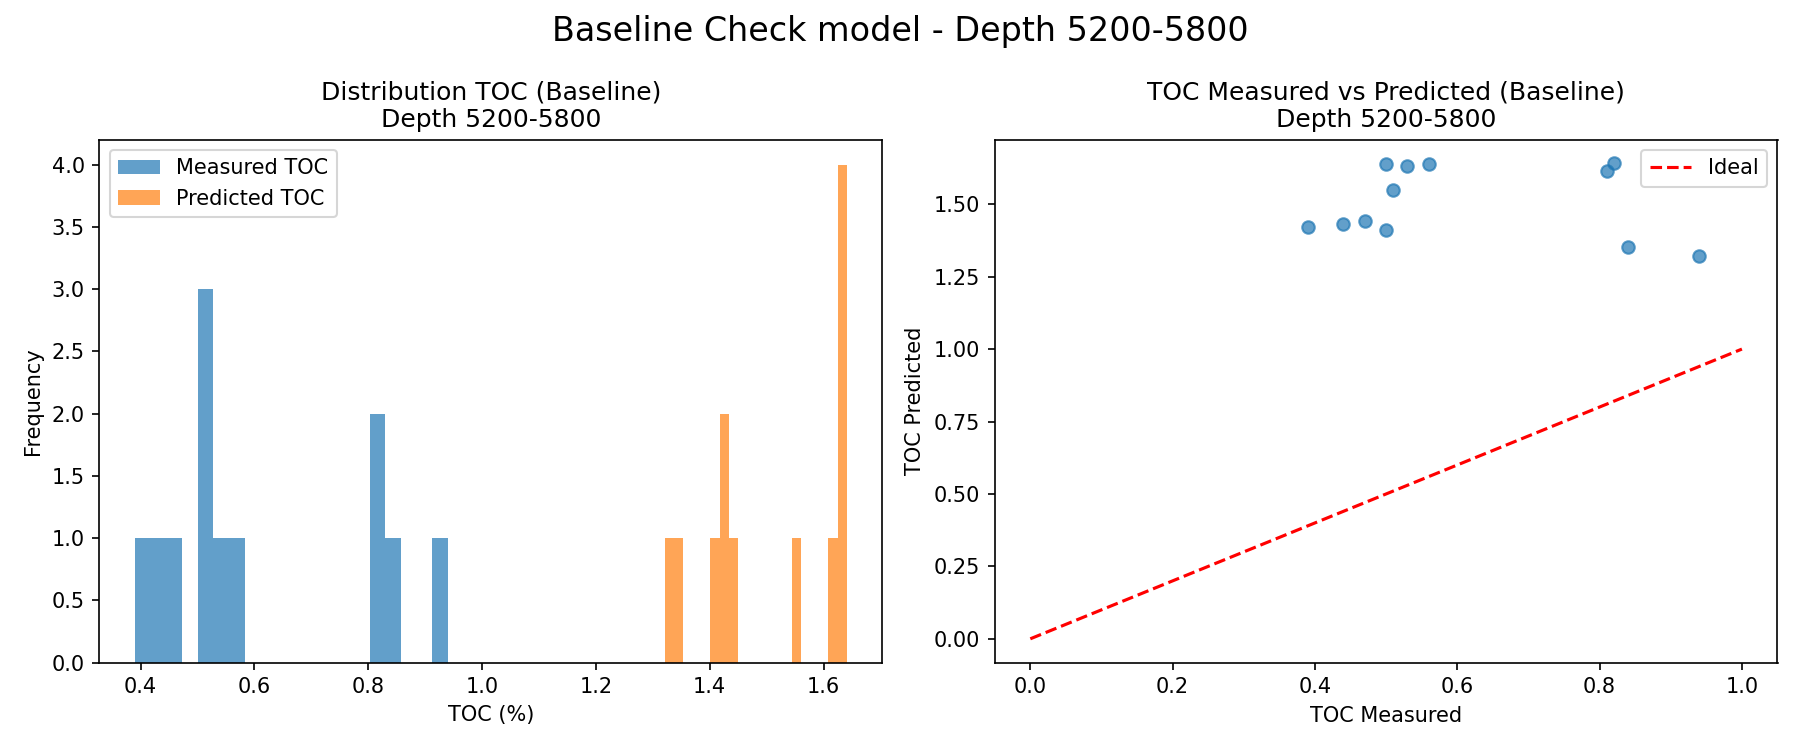 Baseline Check model - Depth 5200-5800
Distribution TOC (Baseline)
Depth 5200-5800
Measured TOC
Predicted TOC
4.0
3.5
3.0
2.5
2.0
1.5
1.0
0.5
0.0
Frequency
0.4 0.6 0.8 1.0 1.2 1.4 1.6
TOC (%)
TOC Measured vs Predicted (Baseline)
Depth 5200-5800
Ideal
1.50
1.25
1.00
0.75
0.50
0.25
0.00
TOC Predicted
0.0 0.2 0.4 0.6 0.8 1.0
TOC Measured